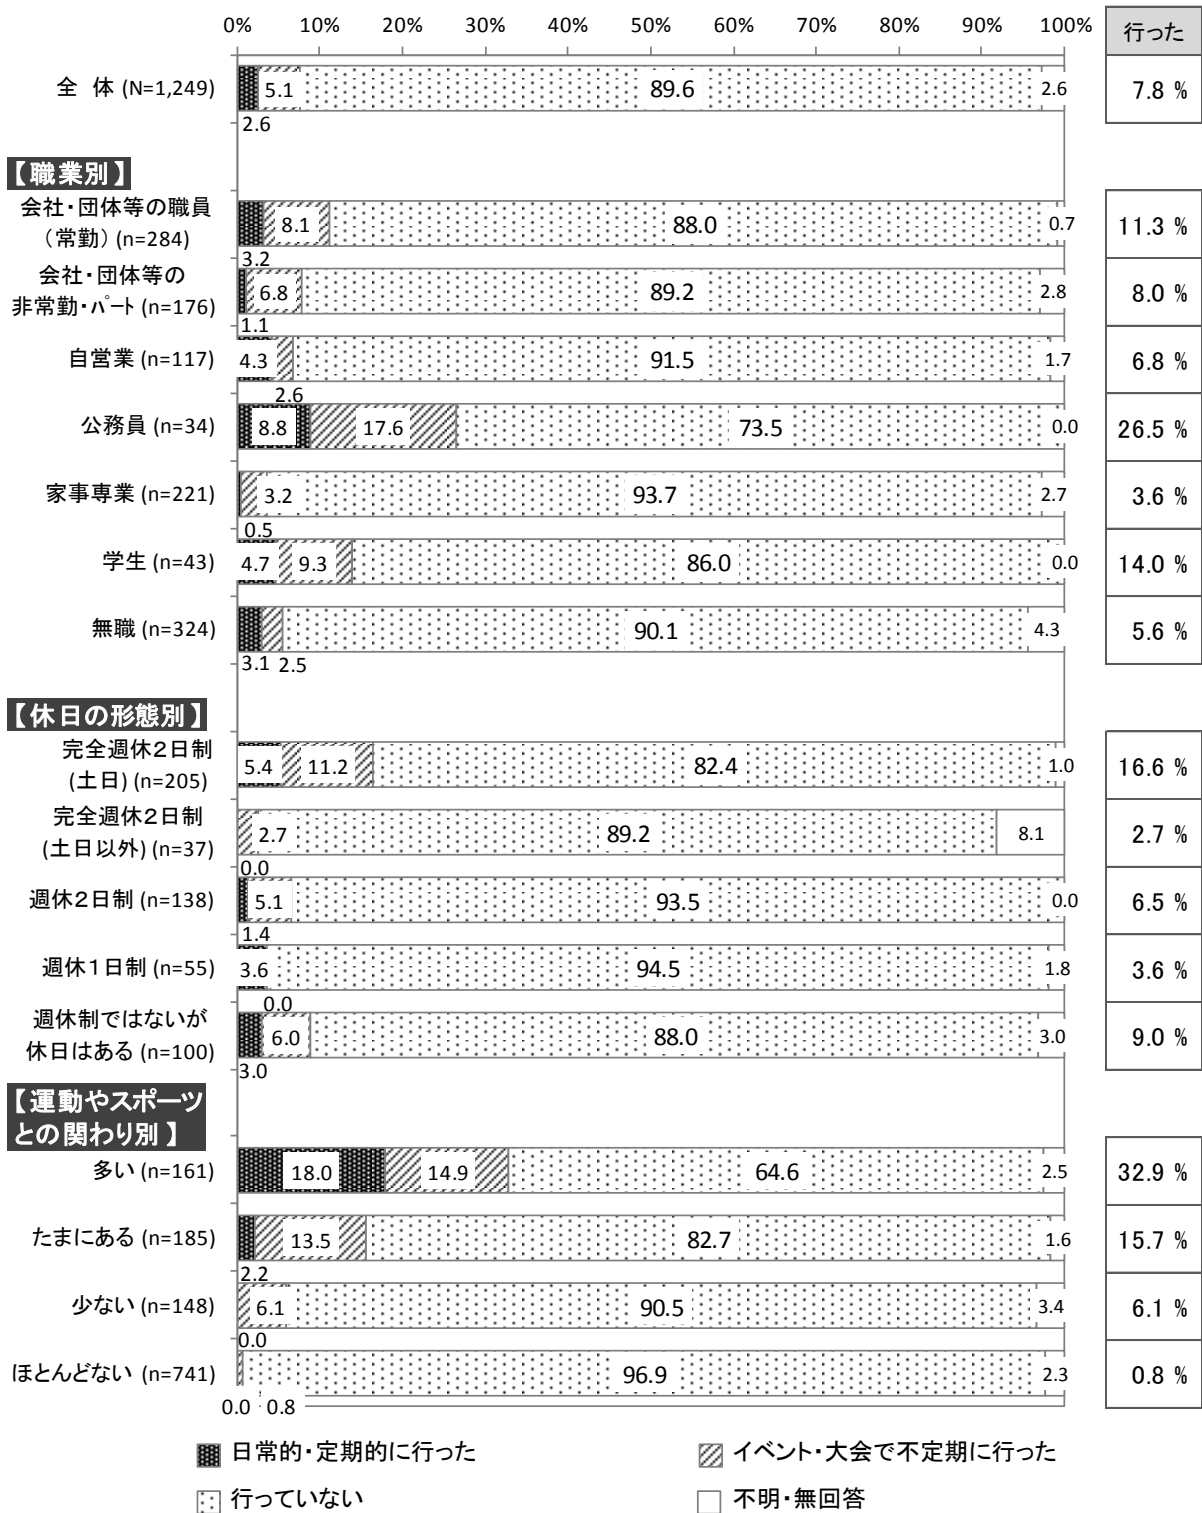 0% 10% 20% 30% 40% 50% 60% 70% 80% 90% 100%
行った
全 体 (N=1,249) 5.1 89.6 2.6 7.8 %
2.6
【職業別】
会社・団体等の職員
(常勤) (n=284) 8.1 88.0 0.7 11.3 %
3.2
会社・団体等の
非常勤・パート (n=176) 6.8 89.2 2.8 8.0 %
1.1
自営業 (n=117) 4.3 91.5 1.7 6.8 %
2.6
公務員 (n=34) 8.8 17.6 73.5 0.0 26.5 %
家事専業 (n=221) 3.2 93.7 2.7 3.6 %
0.5
学生 (n=43) 4.7 9.3 86.0 0.0 14.0 %
無職 (n=324) 90.1 4.3 5.6 %
3.1 2.5
【休日の形態別】
完全週休2日制
(土日) (n=205) 5.4 11.2 82.4 1.0 16.6 %
完全週休2日制
(土日以外) (n=37) 2.7 89.2 8.1 2.7 %
0.0
週休2日制 (n=138) 5.1 93.5 0.0 6.5 %
1.4
週休1日制 (n=55) 3.6 94.5 1.8 3.6 %
0.0
週休制ではないが
休日はある (n=100) 6.0 88.0 3.0 9.0 %
3.0
【運動やスポーツ
との関わり別】
多い (n=161) 18.0 14.9 64.6 2.5 32.9 %
たまにある (n=185) 13.5 82.7 1.6 15.7 %
2.2
少ない (n=148) 6.1 90.5 3.4 6.1 %
0.0
ほとんどない (n=741) 96.9 2.3 0.8 %
0.0 0.8
日常的・定期的に行った イベント・大会で不定期に行った
行っていない 不明・無回答